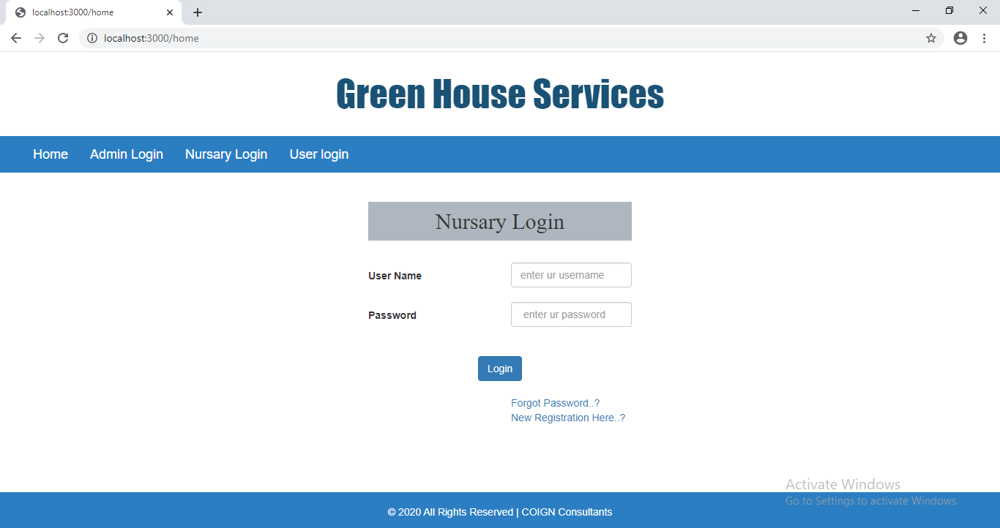 localhost:3000/home
localhost:3000/home
Green House Services
Home Admin Login Nursary Login User login
Nursary Login
User Name enter ur username
Password enter ur password
Login
Forgot Password..?
New Registration Here..?
Activate Windows
Go to Settings to activate Windows.
© 2020 All Rights Reserved | COIGN Consultants